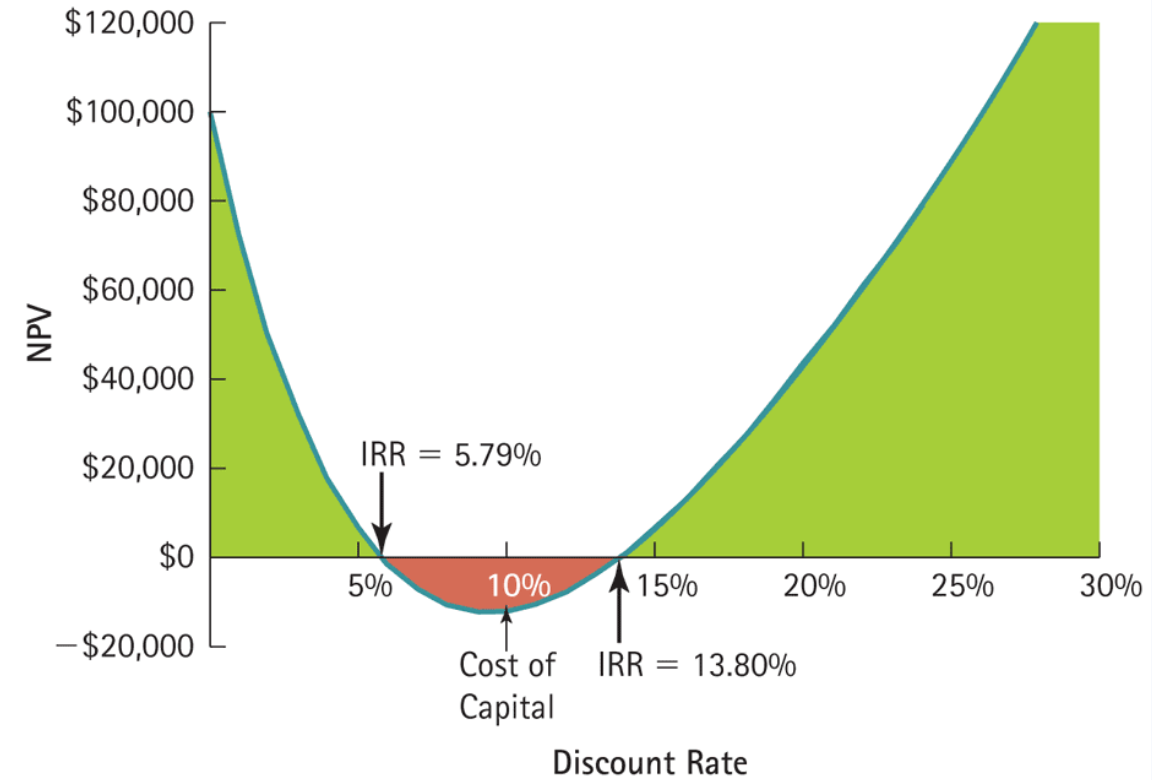 $120,000
$100,000
$80,000
$60,000
$40,000
$20,000
$0
−$20,000
NPV
IRR = 5.79%
5%
10%
15%
20%
25%
30%
Cost of
Capital
IRR = 13.80%
Discount Rate